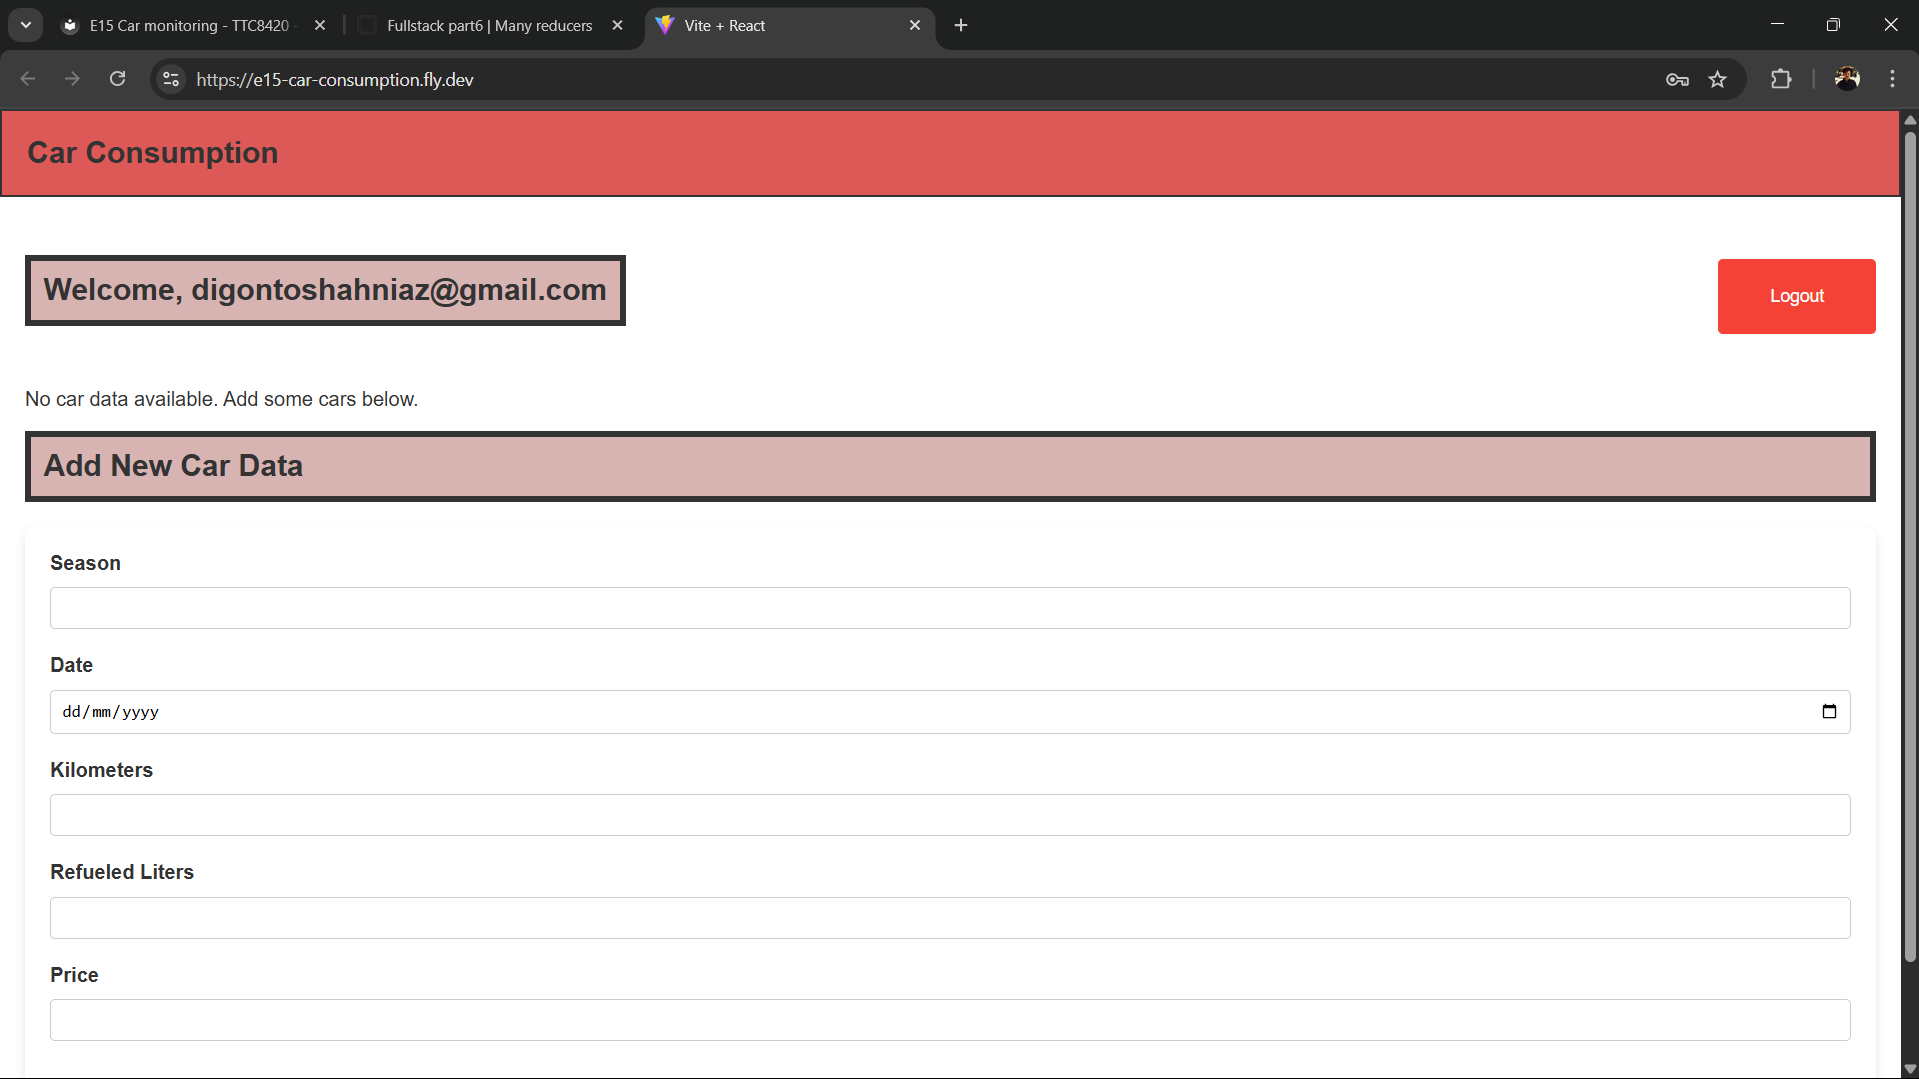 E15 Car monitoring - TTC8420 -
Fullstack part6 | Many reducers
Vite + React
https://e15-car-consumption.fly.dev
Car Consumption
Welcome, digontoshahniaz@gmail.com
Logout
No car data available. Add some cars below.
Add New Car Data
Season
Date
dd/mm/yyyy
Kilometers
Refueled Liters
Price